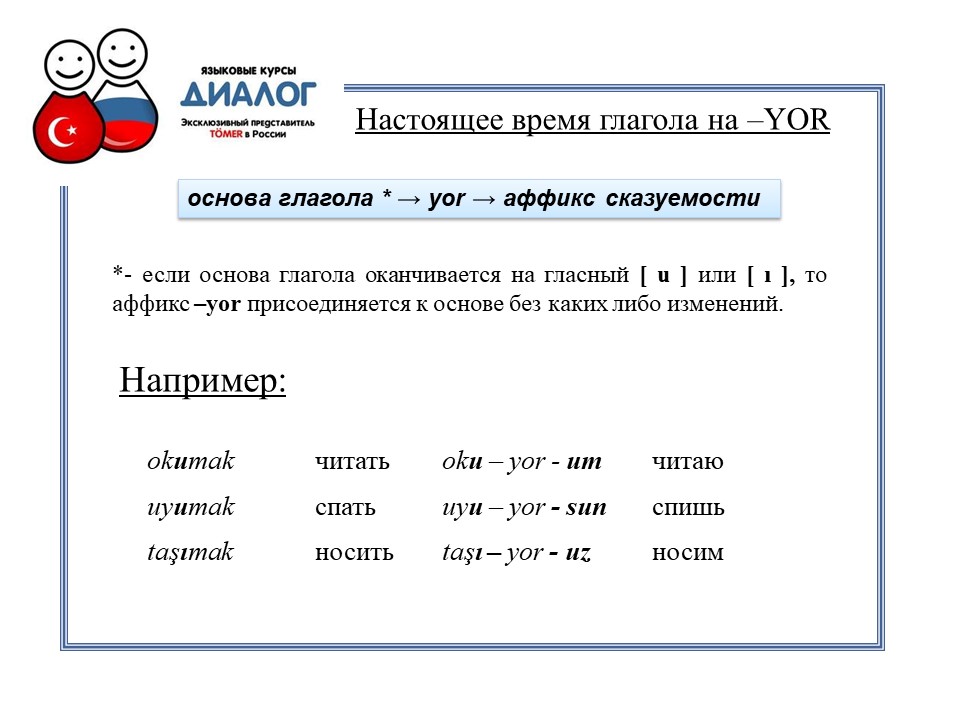 ЯЗЫКОВЫЕ КУРСЫ
ДИАЛОГ
Эксклюзивный представитель
TÖMER в России
Настоящее время глагола на –YOR
основа глагола * → yor → аффикс сказуемости
*- если основа глагола оканчивается на гласный [ u ] или [ ı ], то
аффикс –yor присоединяется к основе без каких либо изменений.
Например:
okumak читать oku – yor - um читаю
uyumak спать uyu – yor - sun спишь
taşımak носить taşı – yor - uz носим